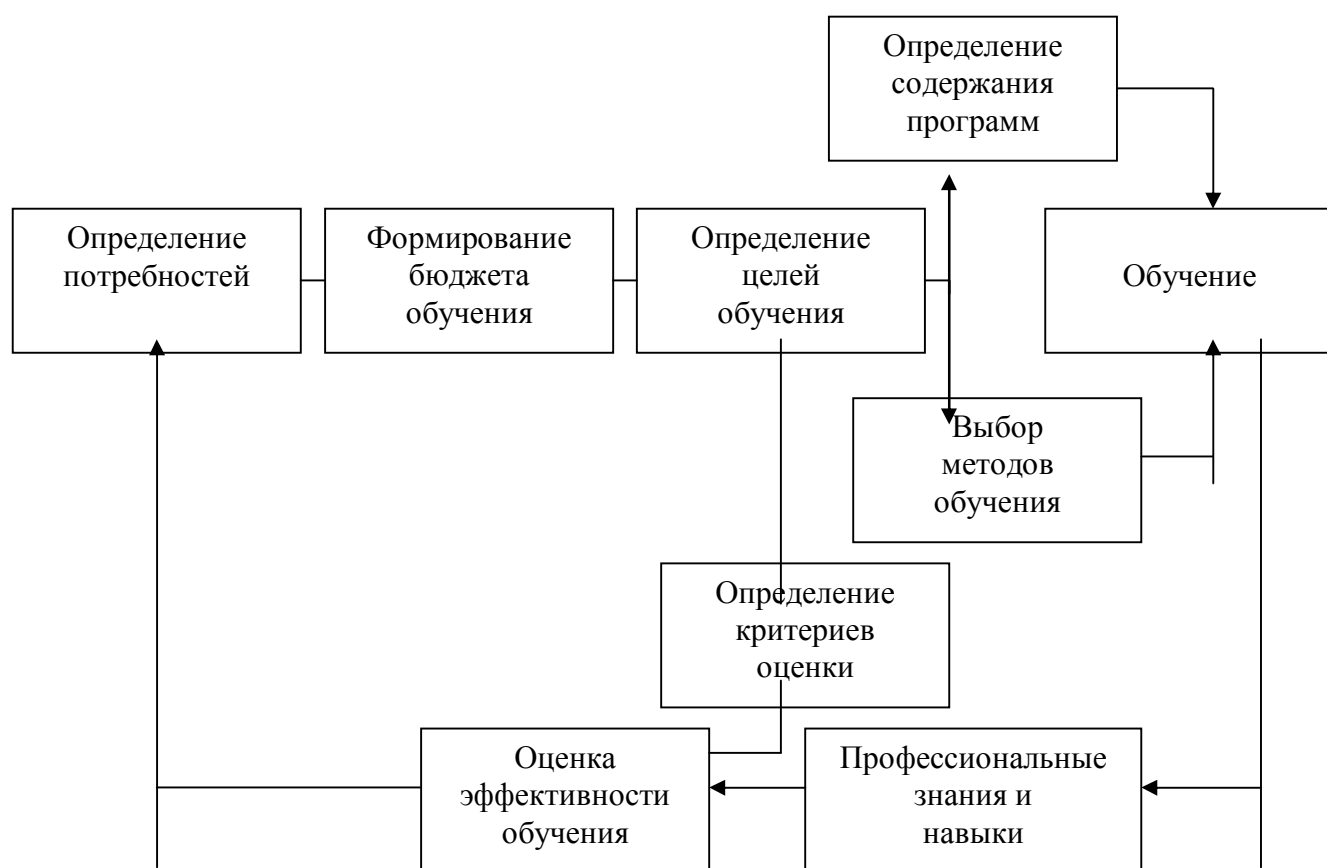 Определение
содержания
программ
Определение
потребностей
Формирование
бюджета
обучения
Определение
целей
обучения
Обучение
Выбор
методов
обучения
Определение
критериев
оценки
Оценка
эффективности
обучения
Профессиональные
знания и
навыки